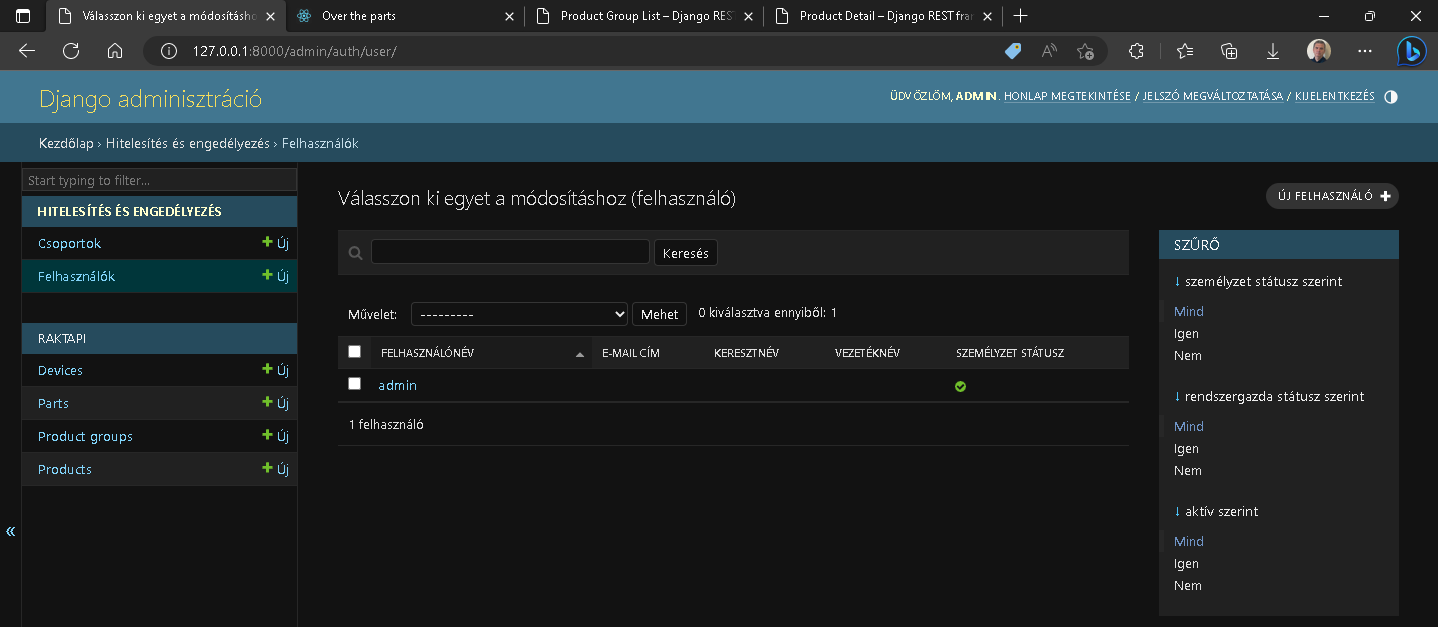 Válasszon ki egyet a módosításho
Over the parts
Product Group List – Django RES
Product Detail – Django REST fran
127.0.0.1:8000/admin/auth/user/
Django adminisztráció
ÜDVÖZLÖM, ADMIN. HONLAP MEGTEKINTÉSE / JELSZÓ MEGVÁLTOZTATÁSA / KIJELENTKEZÉS
Kezdőlap › Hitelesítés és engedélyezés › Felhasználók
Start typing to filter...
HITELESÍTÉS ÉS ENGEDÉLYEZÉS
Csoportok Új
Felhasználók Új
RAKTAPI
Devices Új
Parts Új
Product groups Új
Products Új
«
Válasszon ki egyet a módosításhoz (felhasználó)
ÚJ FELHASZNÁLÓ
Keresés
Művelet: --------- Mehet 0 kiválasztva ennyiből: 1
FELHASZNÁLÓNÉV E-MAIL CÍM KERESZTNÉV VEZETÉKNÉV SZEMÉLYZET STÁTUSZ
admin
1 felhasználó
SZŰRŐ
↓ személyzet státusz szerint
Mind
Igen
Nem
↓ rendszergazda státusz szerint
Mind
Igen
Nem
↓ aktív szerint
Mind
Igen
Nem